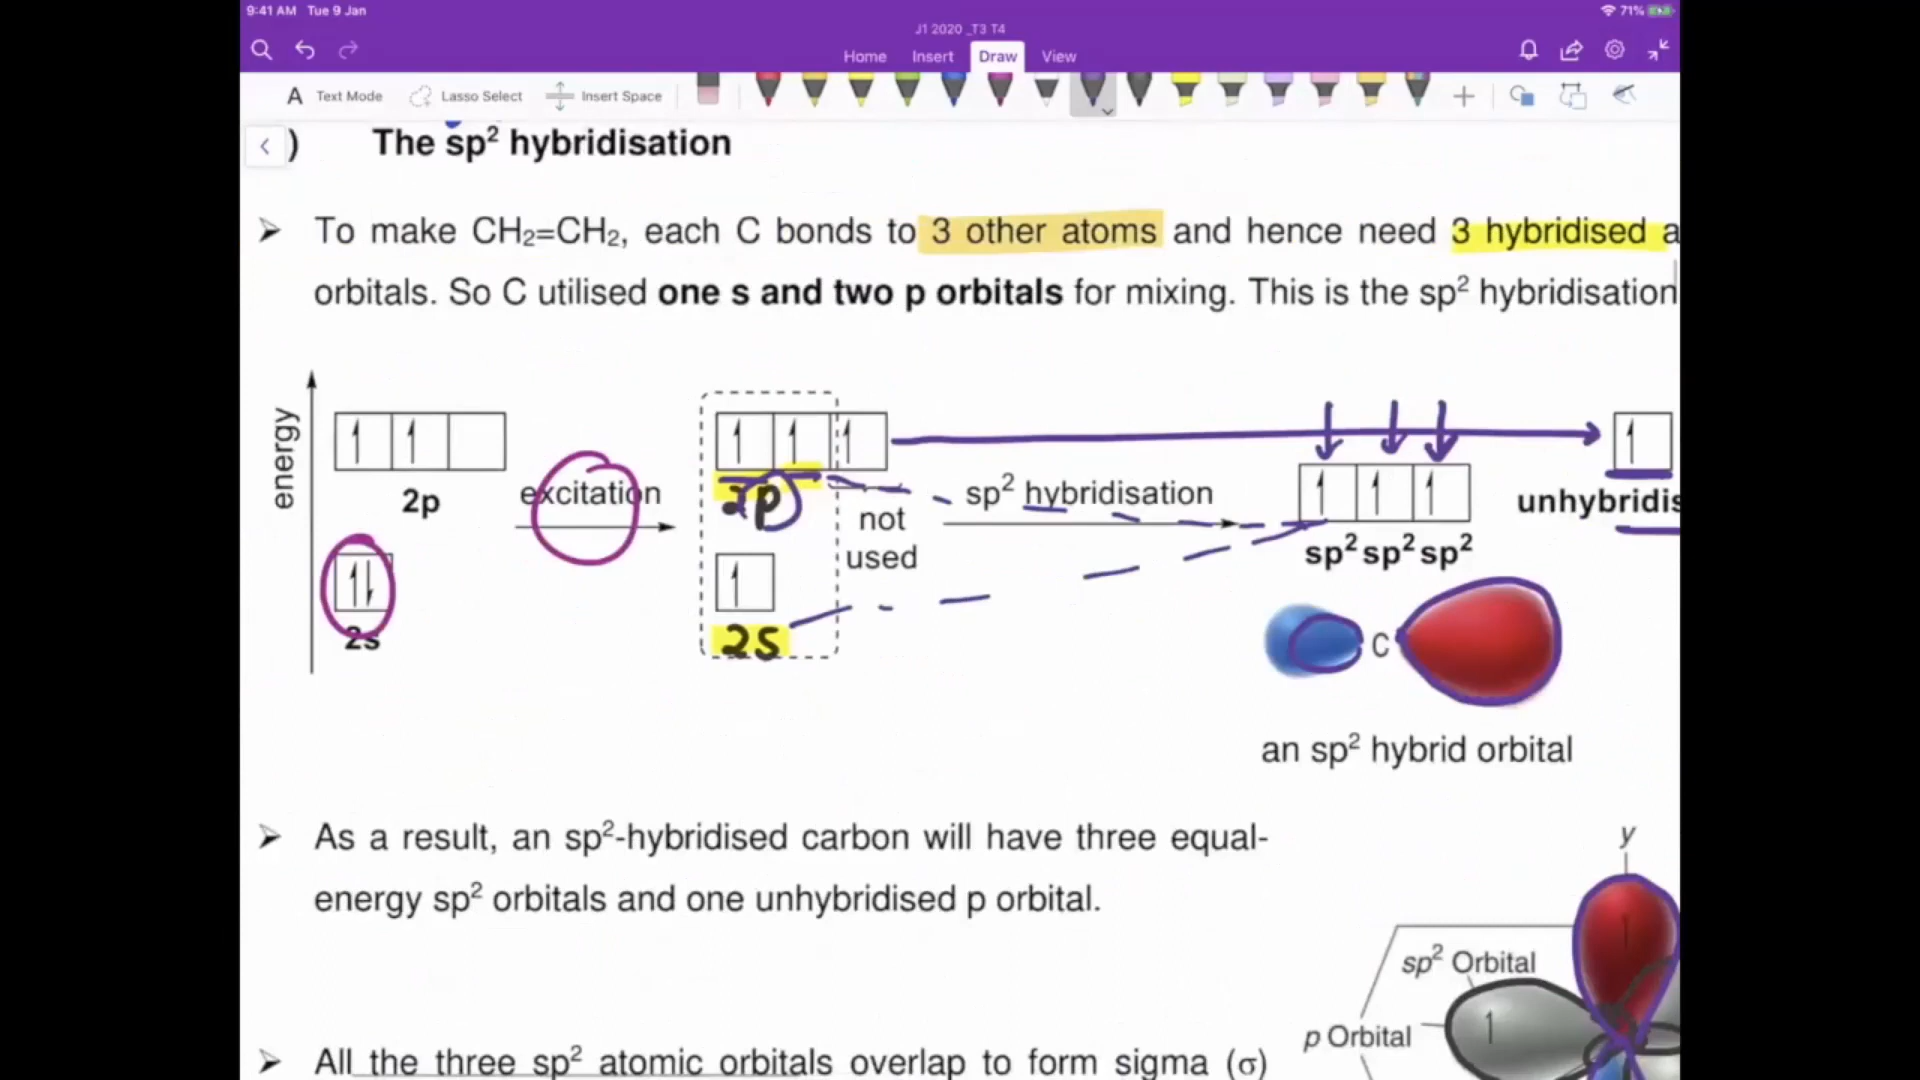 9:41 AM Tue 9 Jan
71%
J1 2020 _T3 T4
Home Insert Draw View
A Text Mode Lasso Select Insert Space
) The sp² hybridisation
➢ To make CH₂=CH₂, each C bonds to 3 other atoms and hence need 3 hybridised a
orbitals. So C utilised one s and two p orbitals for mixing. This is the sp² hybridisation
energy
2p
2s
excitation
2p
not
used
2s
sp² hybridisation
sp² sp² sp²
unhybridis
C
an sp² hybrid orbital
➢ As a result, an sp²-hybridised carbon will have three equal-
energy sp² orbitals and one unhybridised p orbital.
y
sp² Orbital
p Orbital
➢ All the three sp² atomic orbitals overlap to form sigma (σ)